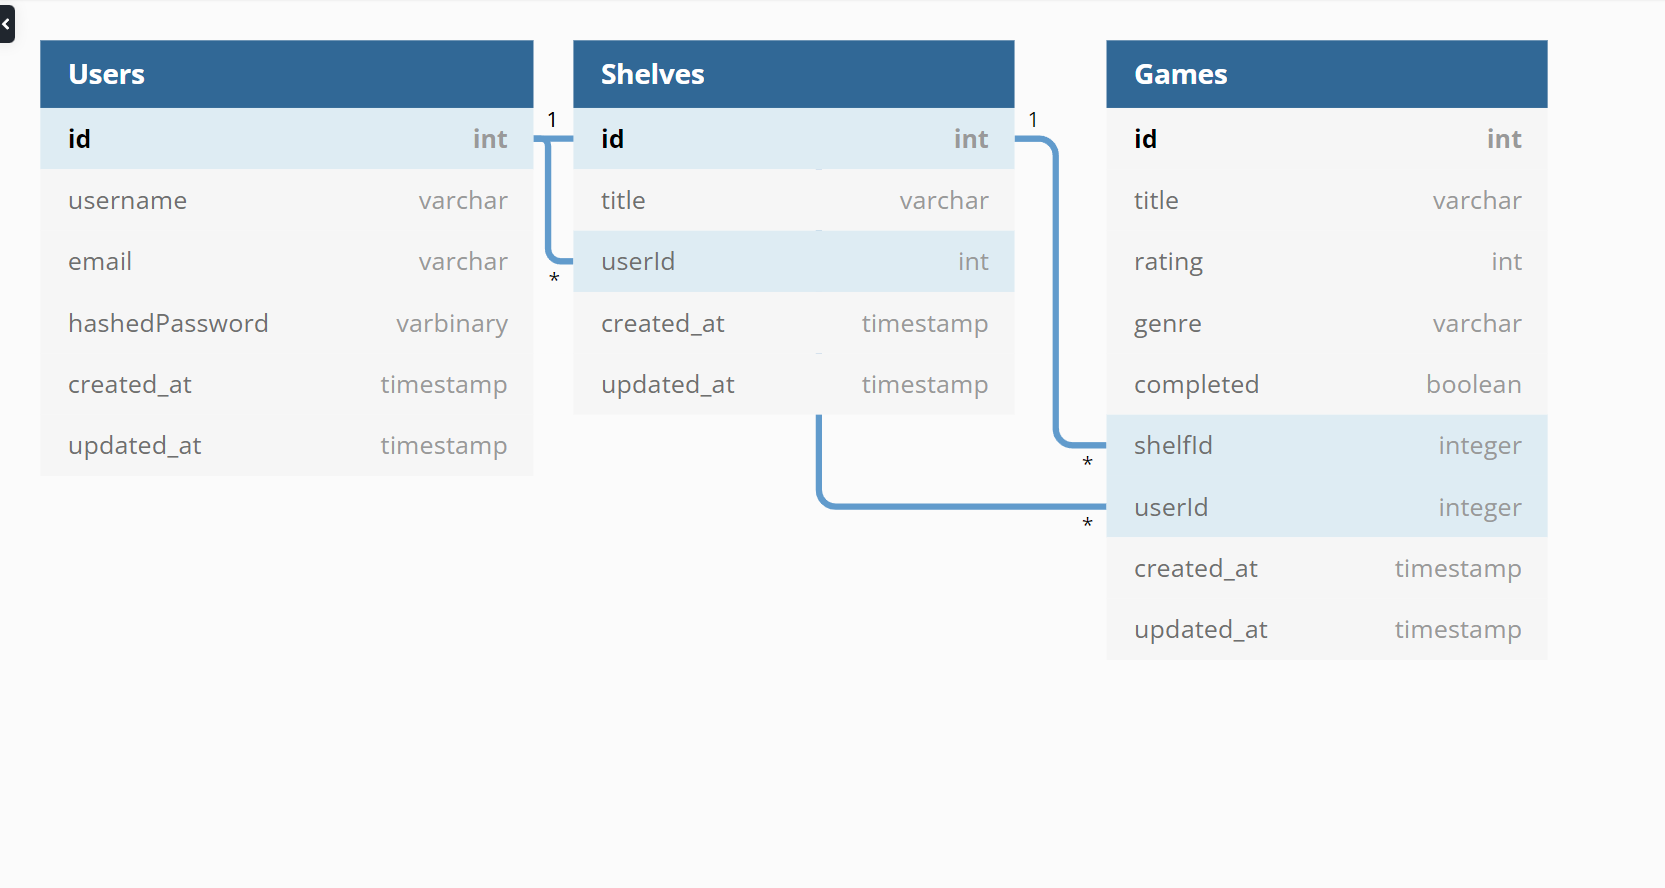 Users
id int
username varchar
email varchar
hashedPassword varbinary
created_at timestamp
updated_at timestamp
1
*
Shelves
id int
title varchar
userId int
created_at timestamp
updated_at timestamp
1
*
*
Games
id int
title varchar
rating int
genre varchar
completed boolean
shelfId integer
userId integer
created_at timestamp
updated_at timestamp